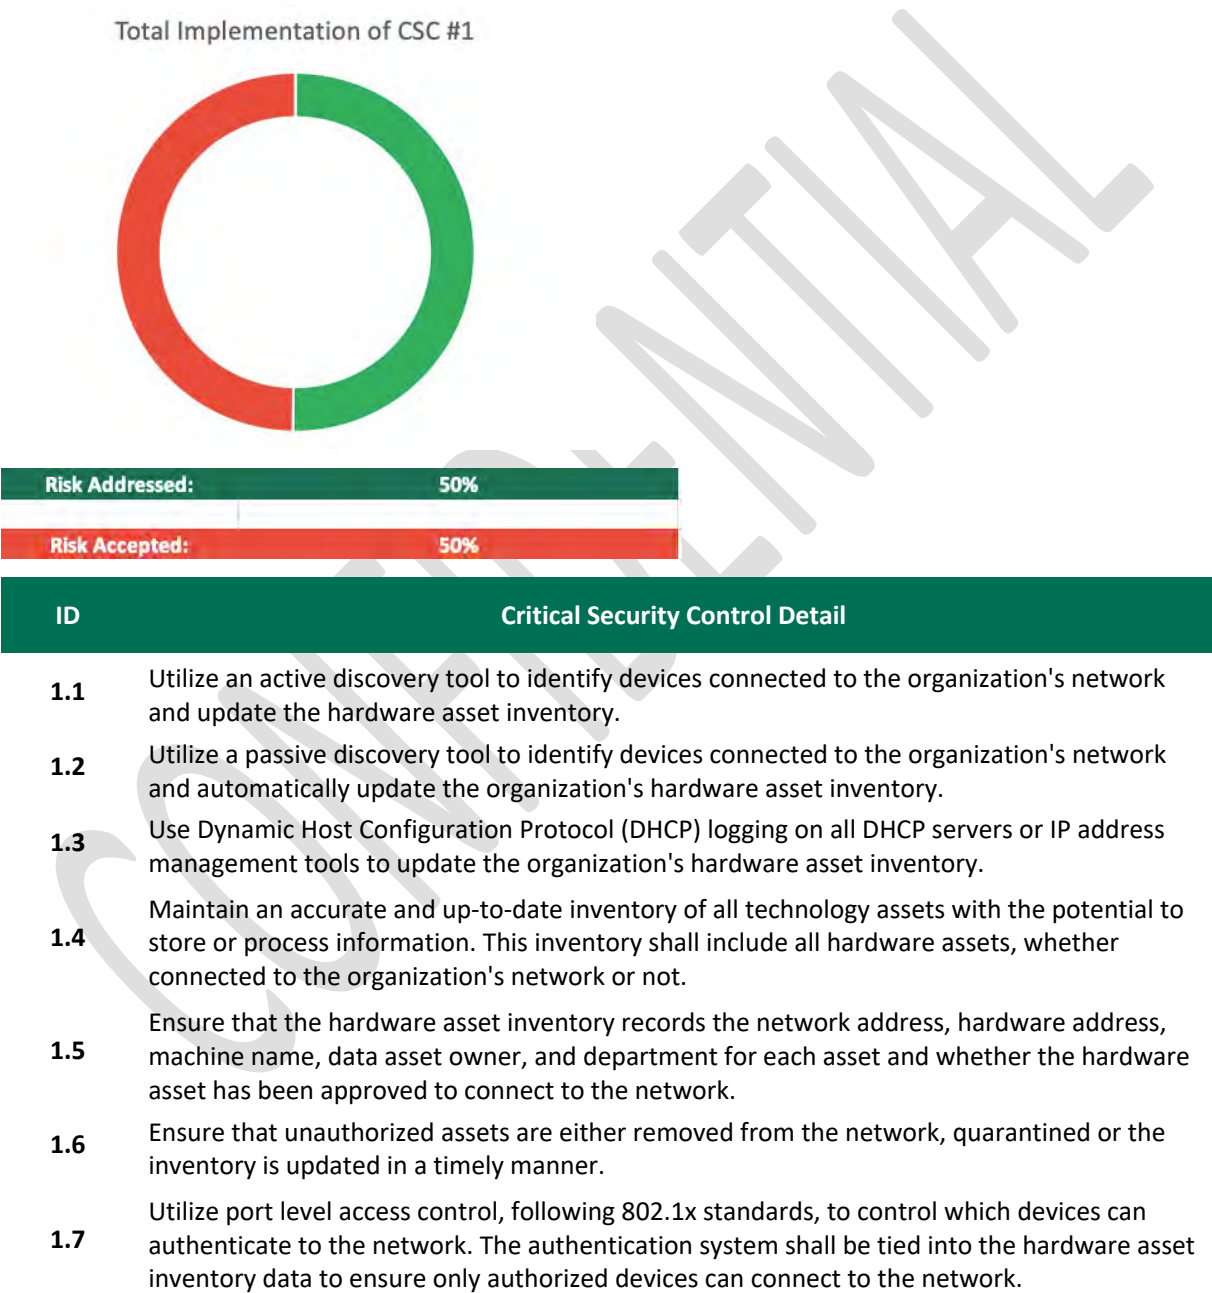 Total Implementation of CSC #1
Risk Addressed: 50%
Risk Accepted: 50%
ID Critical Security Control Detail
1.1 Utilize an active discovery tool to identify devices connected to the organization's network
and update the hardware asset inventory.
1.2 Utilize a passive discovery tool to identify devices connected to the organization's network
and automatically update the organization's hardware asset inventory.
1.3 Use Dynamic Host Configuration Protocol (DHCP) logging on all DHCP servers or IP address
management tools to update the organization's hardware asset inventory.
Maintain an accurate and up-to-date inventory of all technology assets with the potential to
1.4 store or process information. This inventory shall include all hardware assets, whether
connected to the organization's network or not.
Ensure that the hardware asset inventory records the network address, hardware address,
1.5 machine name, data asset owner, and department for each asset and whether the hardware
asset has been approved to connect to the network.
1.6 Ensure that unauthorized assets are either removed from the network, quarantined or the
inventory is updated in a timely manner.
Utilize port level access control, following 802.1x standards, to control which devices can
1.7 authenticate to the network. The authentication system shall be tied into the hardware asset
inventory data to ensure only authorized devices can connect to the network.
CONFIDENTIAL